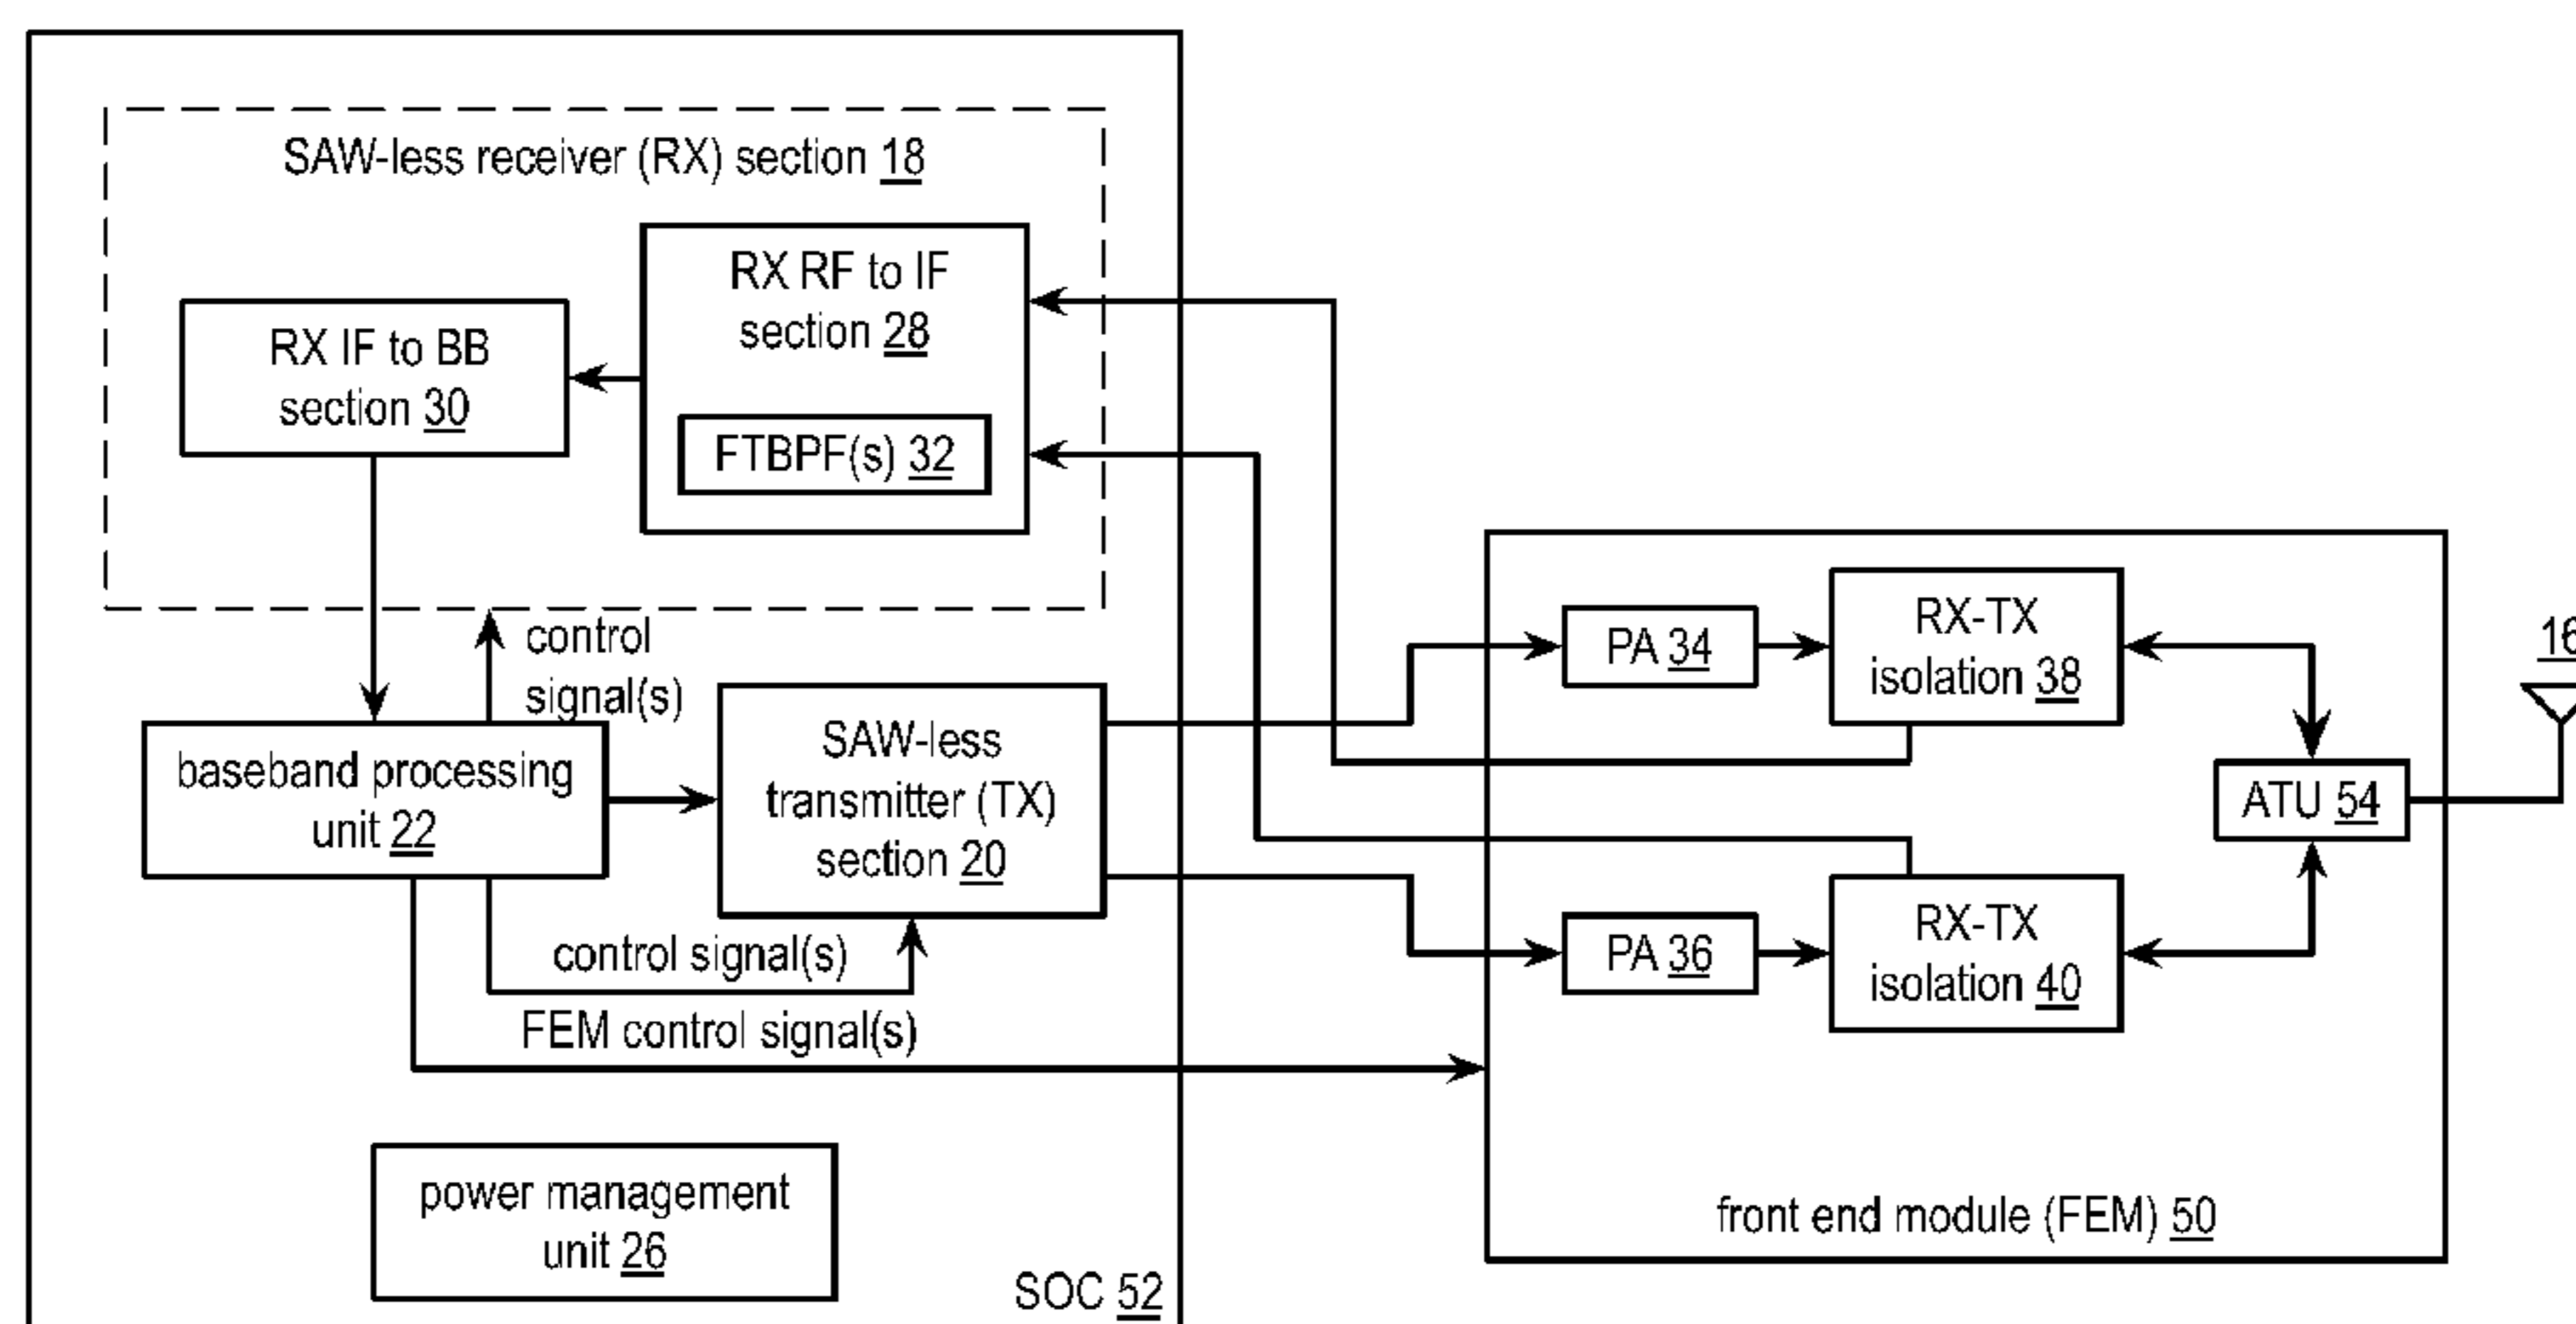 SAW-less receiver (RX) section 18
RX RF to IF
section 28
RX IF to BB
section 30
FTBPF(s) 32
control
signal(s)
baseband processing
unit 22
SAW-less
transmitter (TX)
section 20
control signal(s)
FEM control signal(s)
power management
unit 26
SOC 52
PA 34
RX-TX
isolation 38
16
ATU 54
PA 36
RX-TX
isolation 40
front end module (FEM) 50